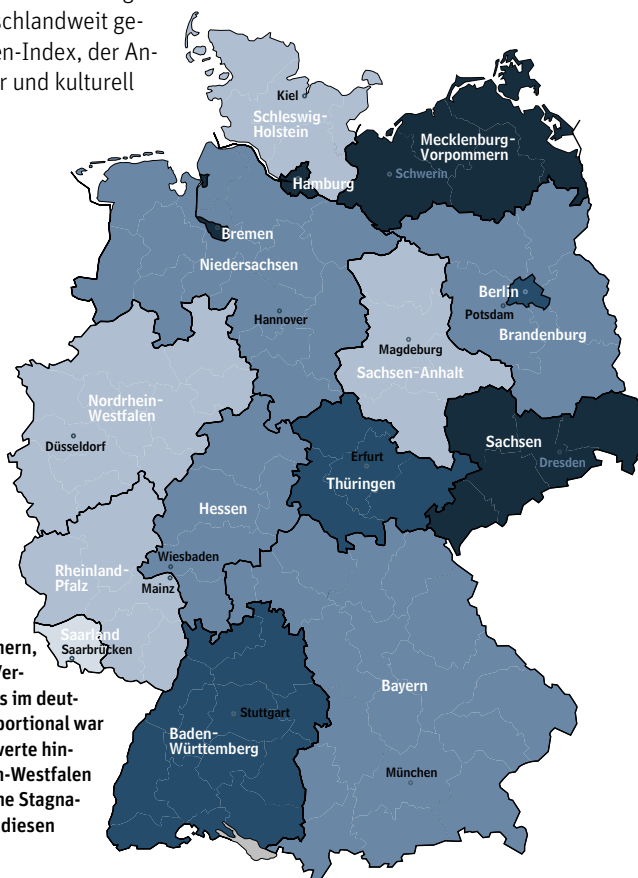 schlandweit ge-
en-Index, der An-
r und kulturell
Kiel
Schleswig-
Holstein
Mecklenburg-
Vorpommern
Schwerin
Hamburg
Bremen
Niedersachsen
Berlin
Potsdam
Brandenburg
Hannover
Magdeburg
Sachsen-Anhalt
Nordrhein-
Westfalen
Düsseldorf
Sachsen
Dresden
Erfurt
Thüringen
Hessen
Wiesbaden
Mainz
Rheinland-
Pfalz
Saarland
Saarbrücken
Bayern
Stuttgart
Baden-
Württemberg
München
nern,
Ver-
s im deut-
portional war
werte hin-
n-Westfalen
ne Stagna-
diesen